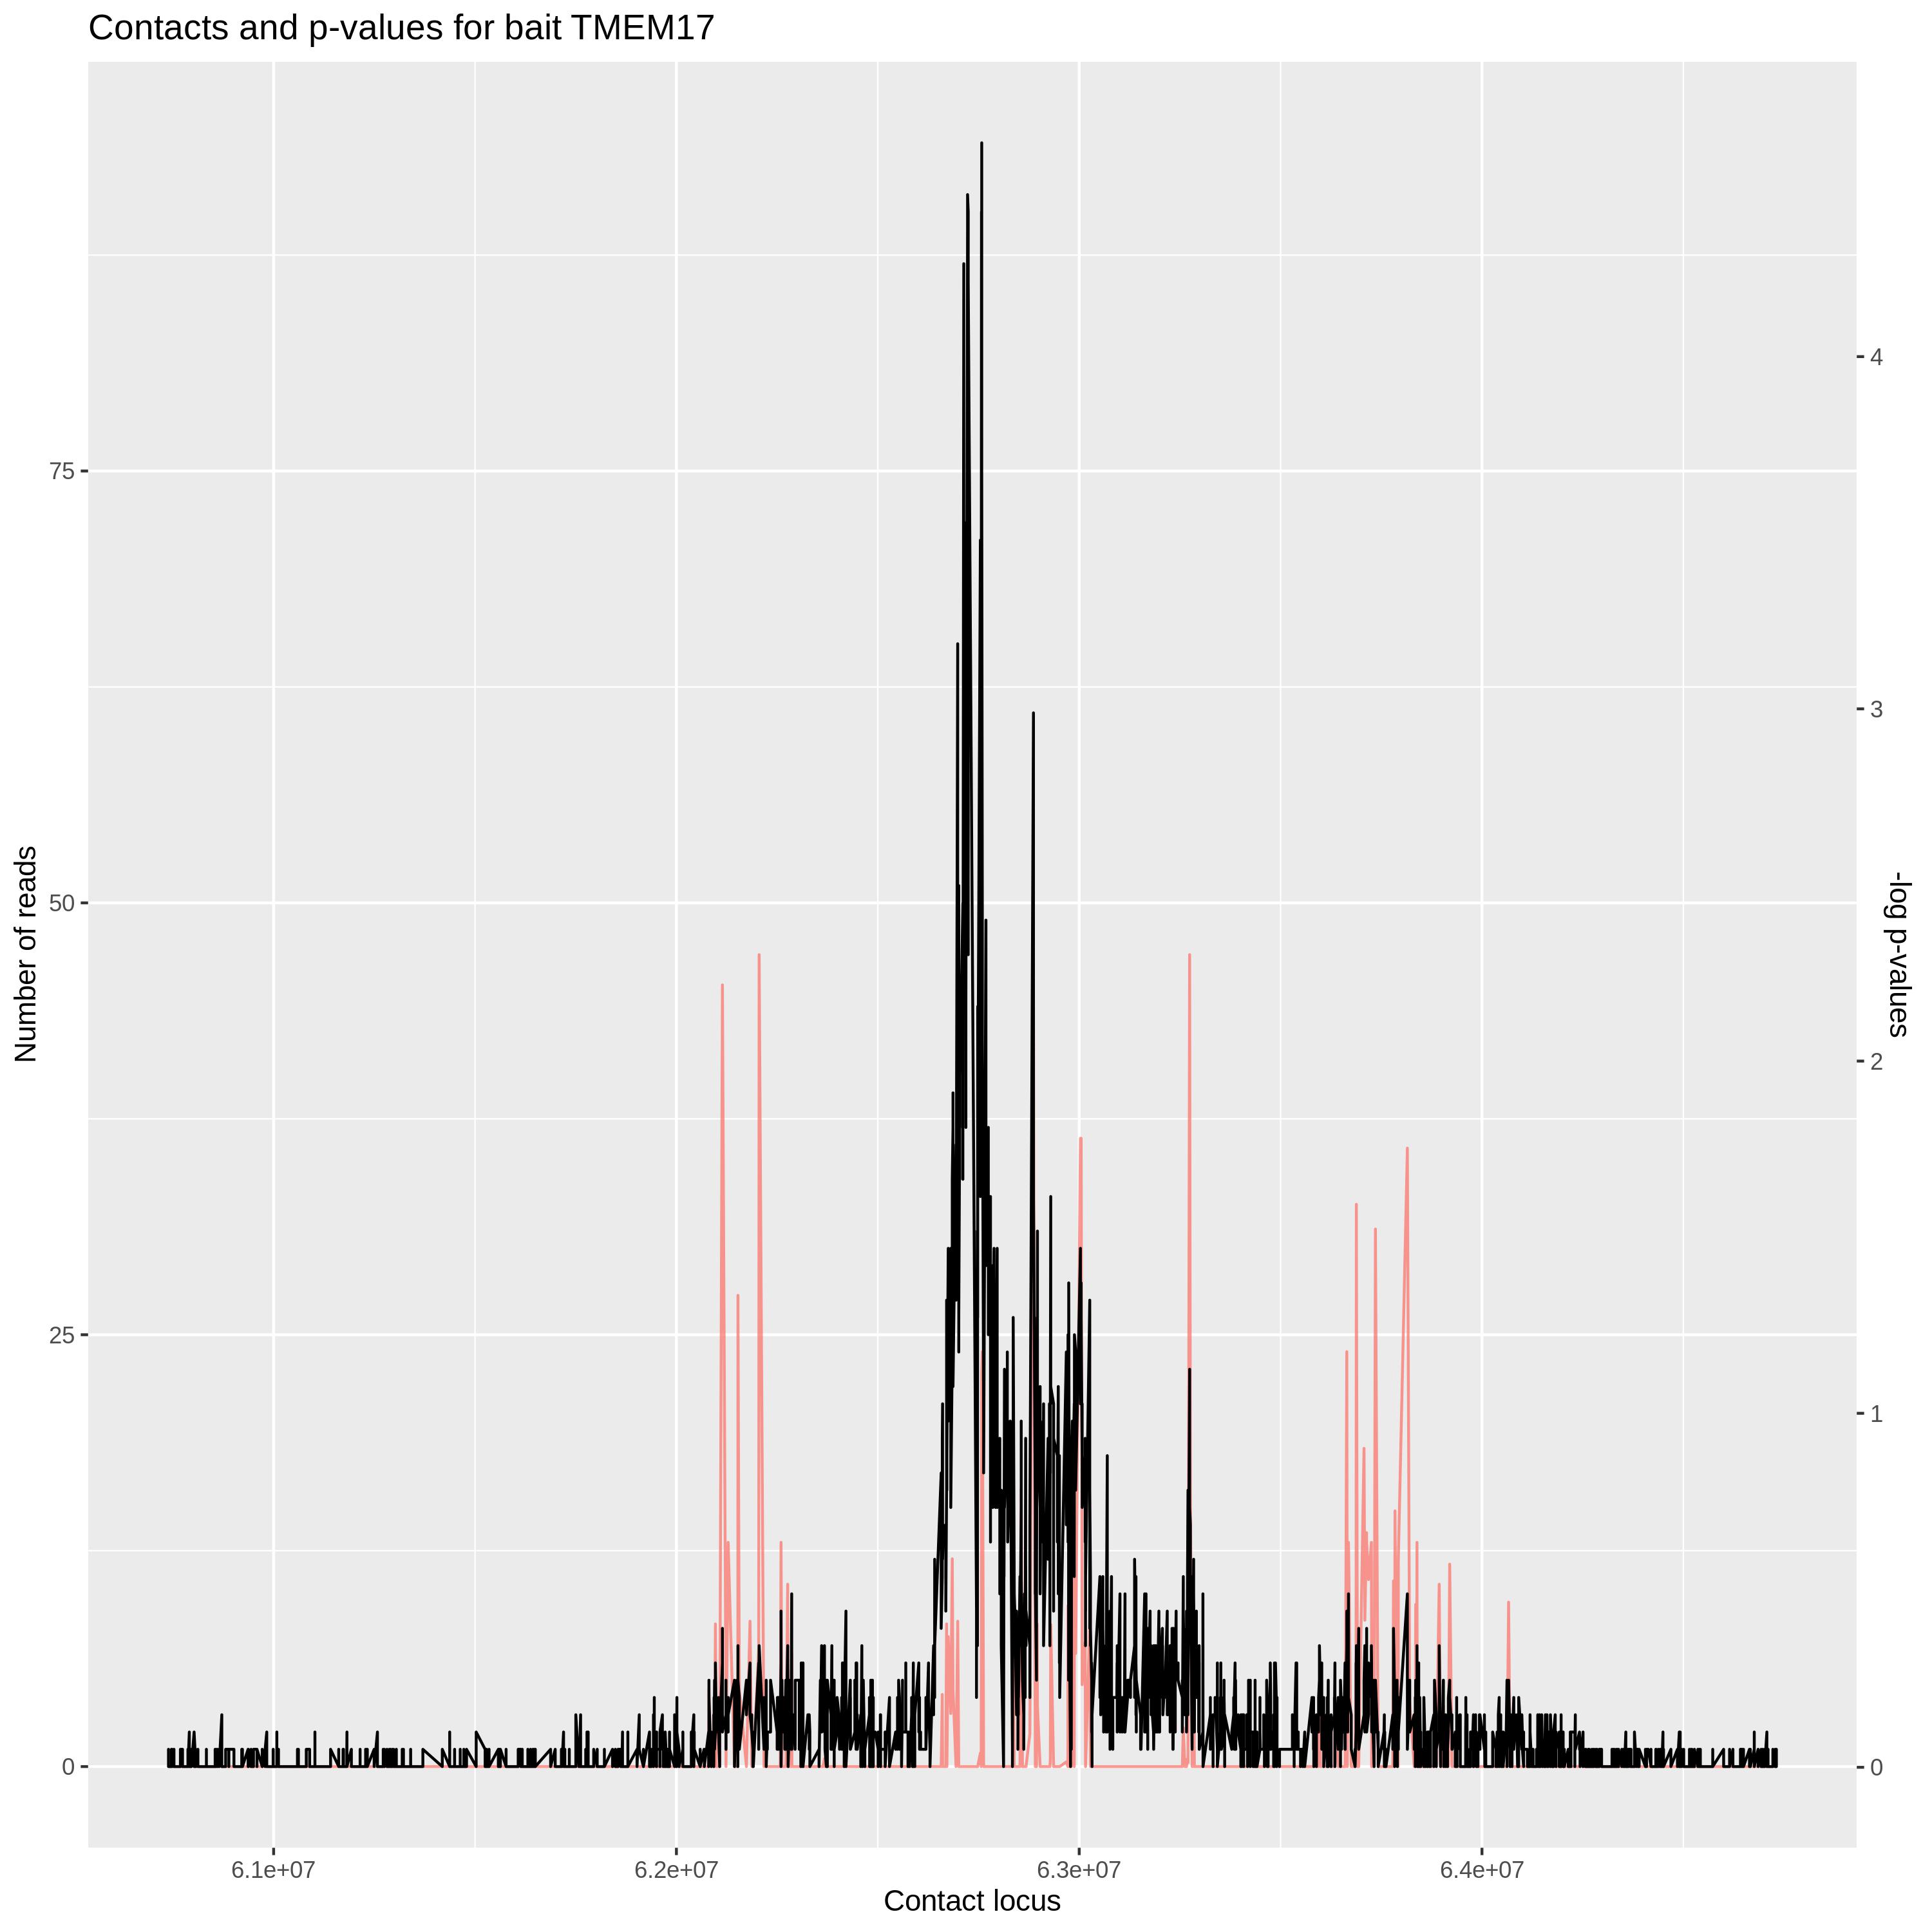 Contacts and p-values for bait TMEM17
Number of reads
75
50
25
0
4
3
2
1
0
-log p-values
6.1e+07
6.2e+07
6.3e+07
6.4e+07
Contact locus